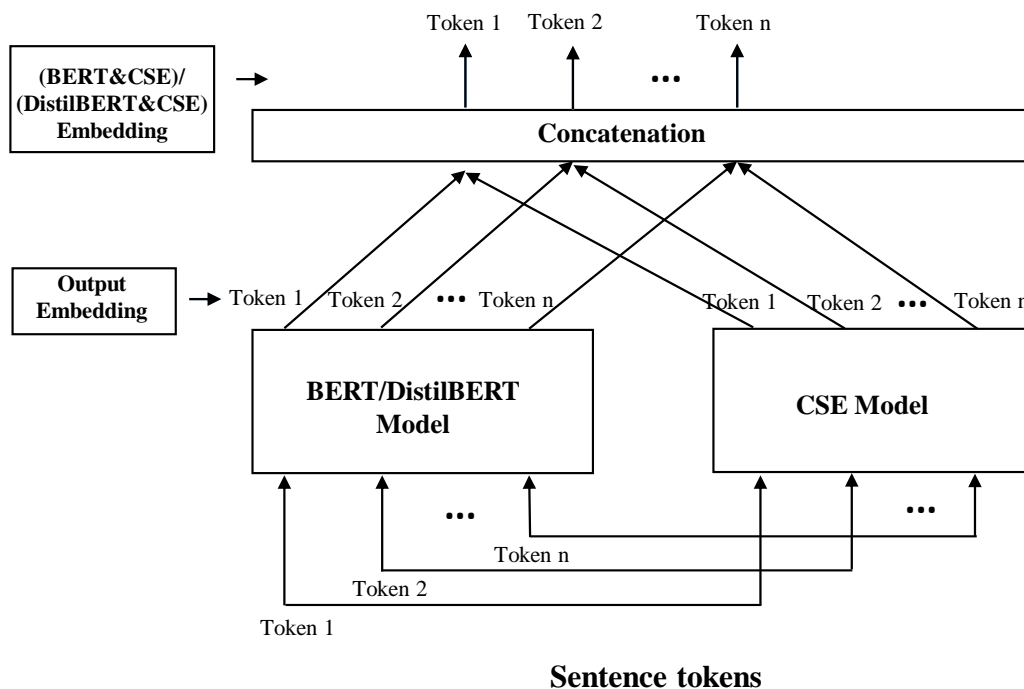 Token 1
Token 2
Token n
...
(BERT&CSE)/
(DistilBERT&CSE)
Embedding
Concatenation
Output
Embedding
Token 1
Token 2
...
Token n
Token 1
Token 2
...
Token n
BERT/DistilBERT
Model
CSE Model
...
...
Token n
Token 2
Token 1
Sentence tokens